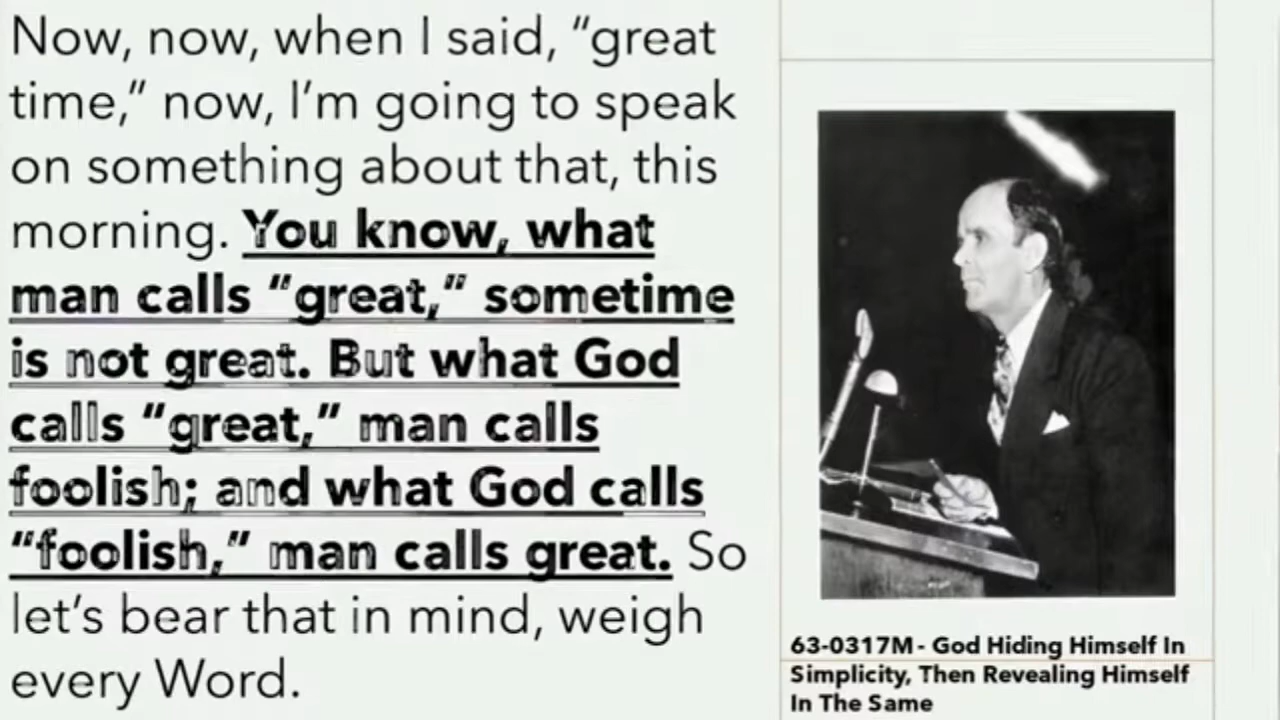 Now, now, when I said, “great
time,” now, I’m going to speak
on something about that, this
morning. You know, what
man calls “great,” sometime
is not great. But what God
calls “great,” man calls
foolish; and what God calls
“foolish,” man calls great. So
let’s bear that in mind, weigh
every Word.
63-0317M - God Hiding Himself In
Simplicity, Then Revealing Himself
In The Same